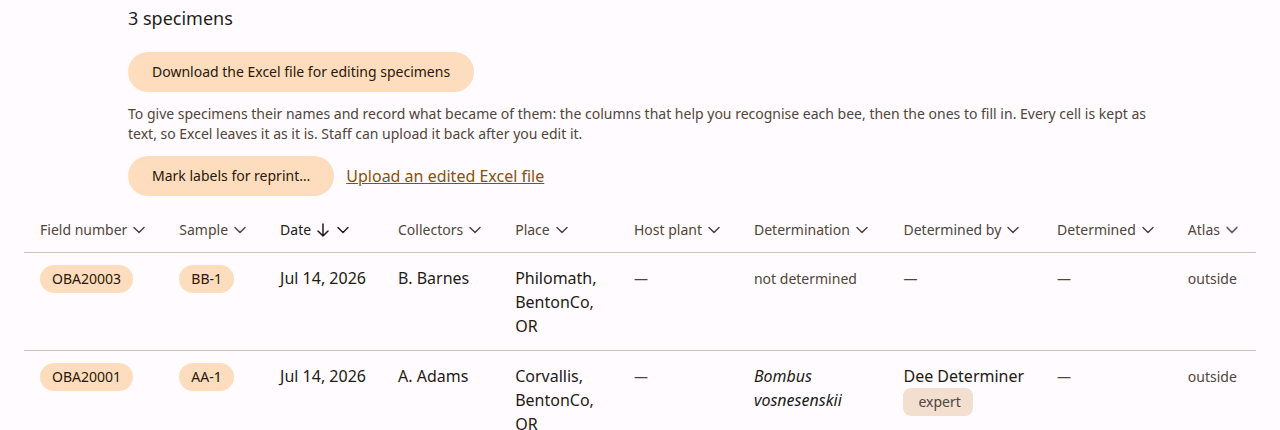 3 specimens
Download the Excel file for editing specimens
To give specimens their names and record what became of them: the columns that help you recognise each bee, then the ones to fill in. Every cell is kept as
text, so Excel leaves it as it is. Staff can upload it back after you edit it.
Mark labels for reprint... Upload an edited Excel file
Field number Sample Date ↓ Collectors Place Host plant Determination Determined by Determined Atlas
OBA20003 BB-1 Jul 14, 2026 B. Barnes Philomath, — not determined — — outside
BentonCo,
OR
OBA20001 AA-1 Jul 14, 2026 A. Adams Corvallis, — Bombus Dee Determiner — outside
BentonCo, vosnesenskii expert
OR